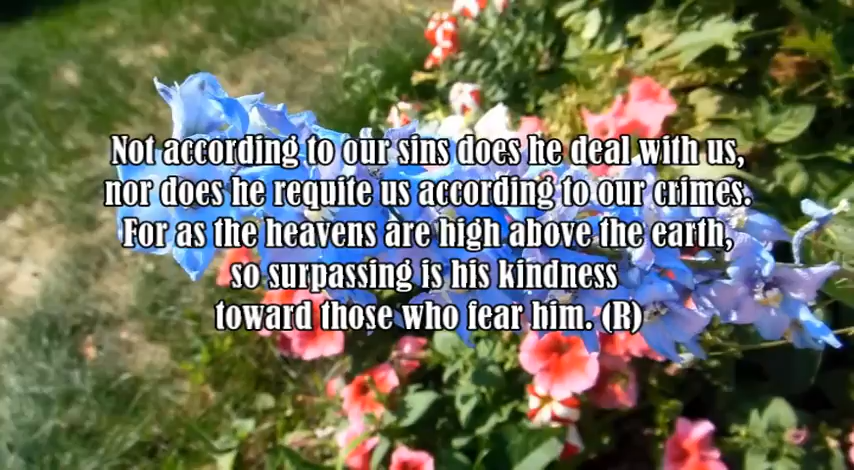 Not according to our sins does he deal with us,
nor does he requite us according to our crimes.
For as the heavens are high above the earth,
so surpassing is his kindness
toward those who fear him. (R)